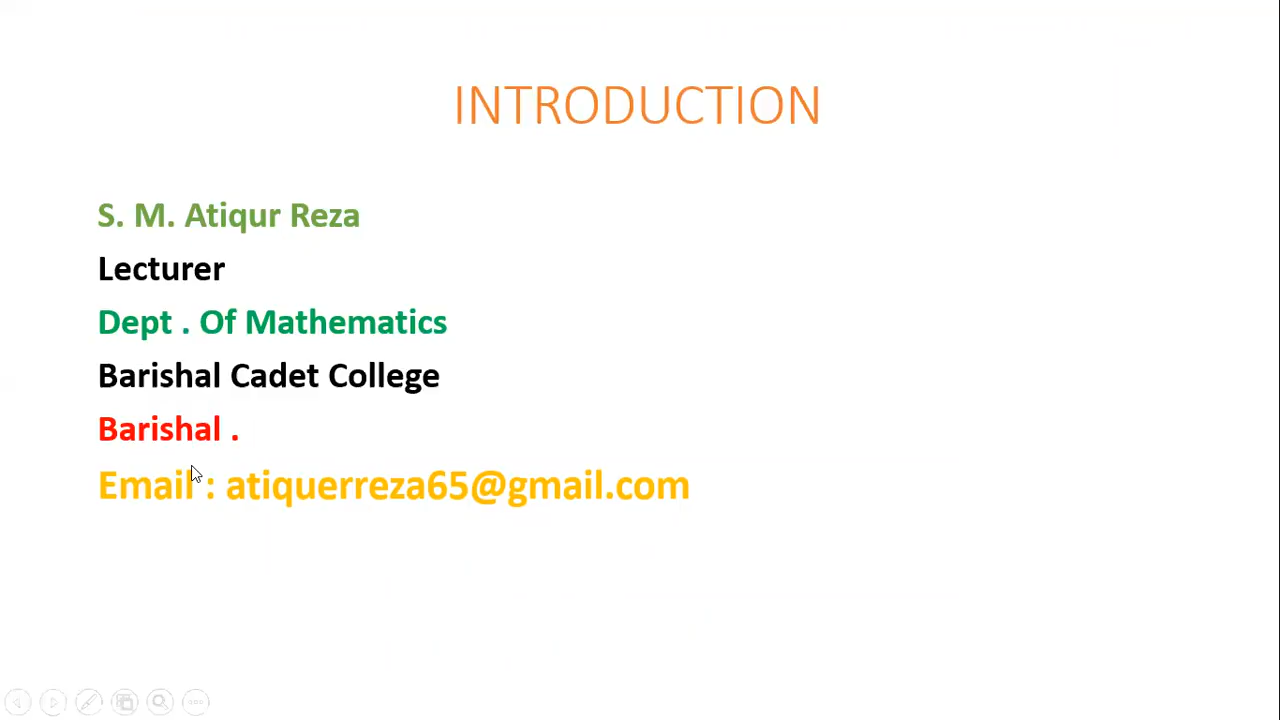 INTRODUCTION
S. M. Atiqur Reza
Lecturer
Dept . Of Mathematics
Barishal Cadet College
Barishal .
Email : atiquerreza65@gmail.com